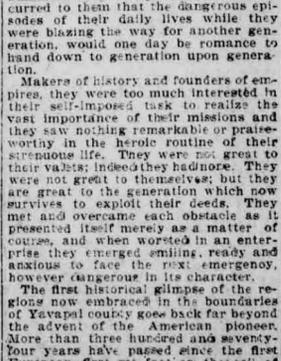 curred to them that the dangerous epi-
sodes of their daily lives while they
were blazing the way for another gen-
eration, would one day be romance to
hand down to generation upon genera-
tion.
Makers of history and founders of em-
pires, they were too much interested in
their self-imposed task to realize the
vast importance of their missions and
they saw nothing remarkable or praise-
worthy in the heroic routine of their
strenuous life. They were not great to
their valets; indeed they had none. They
were not great to themselves; but they
are great to the generation which now
survives to exploit their deeds. They
met and overcame each obstacle as it
presented itself merely as a matter of
course, and when worsted in an enter-
prise they emerged smiling, ready and
anxious to face the next emergency,
however dangerous in its character.
The first historical glimpse of the re-
gions now embraced in the boundaries
of Yavapai county goes back far beyond
the advent of the American pioneer.
More than three hundred and seventy-
four years have passed since the first